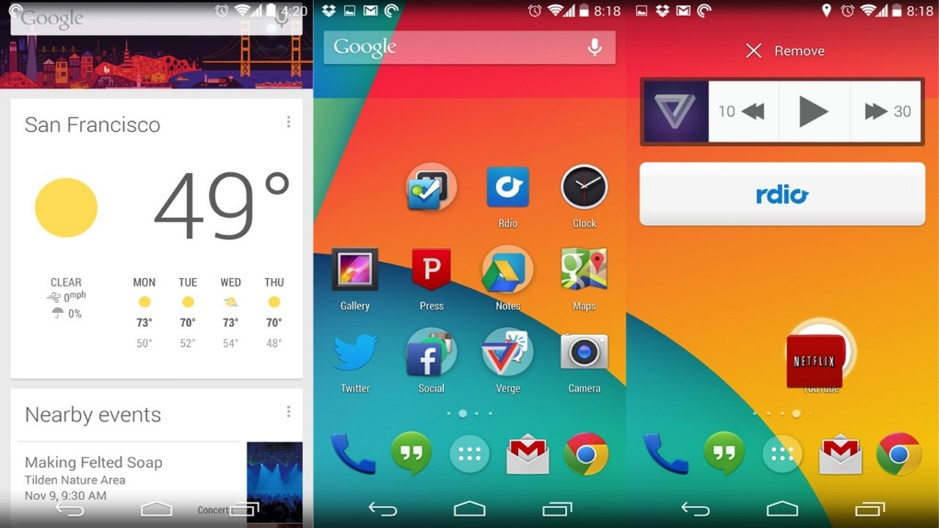 Google
4:20
San Francisco
49°
CLEAR
0mph
0%
MON TUE WED THU
73° 70° 73° 70°
50° 52° 54° 48°
Nearby events
Making Felted Soap
Tilden Nature Area
Nov 9, 9:30 AM
Concerts
8:18
Google
Rdio
Clock
Gallery
P
Press
Notes
Maps
Twitter
f
Social
Verge
Camera
8:18
Remove
10
30
rdio
NETFLIX
YouTube